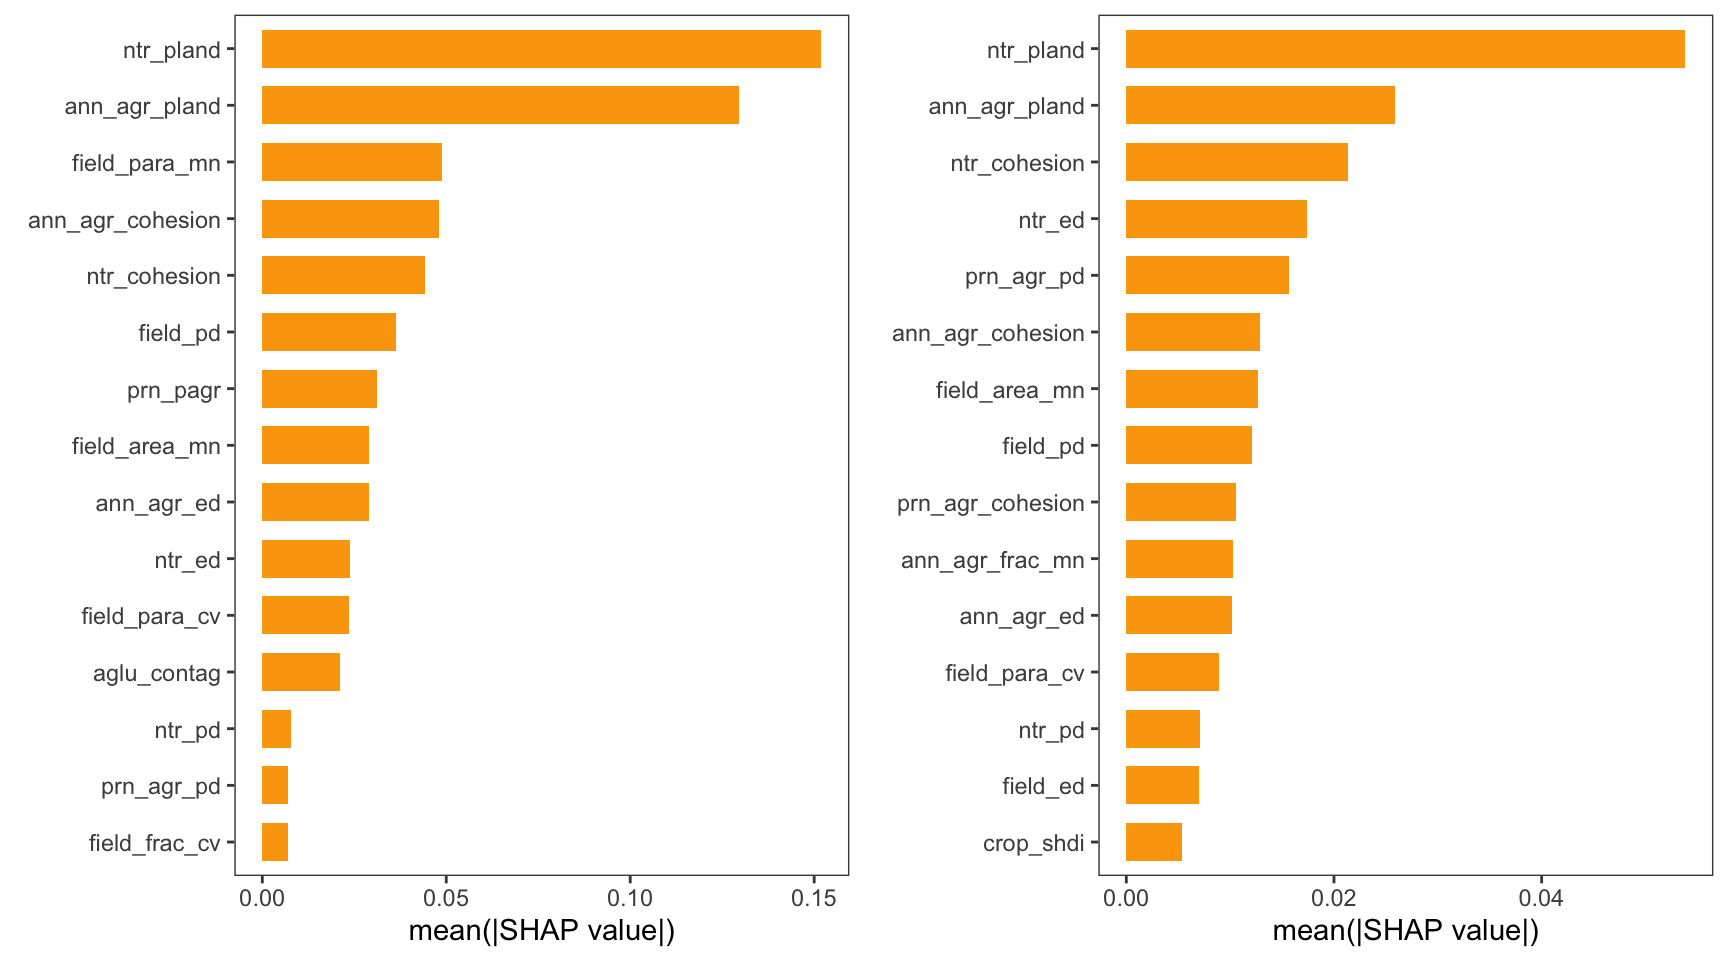 ntr_pland
ann_agr_pland
field_para_mn
ann_agr_cohesion
ntr_cohesion
field_pd
prn_pagr
field_area_mn
ann_agr_ed
ntr_ed
field_para_cv
aglu_contag
ntr_pd
prn_agr_pd
field_frac_cv
0.00 0.05 0.10 0.15
mean(|SHAP value|)
ntr_pland
ann_agr_pland
ntr_cohesion
ntr_ed
prn_agr_pd
ann_agr_cohesion
field_area_mn
field_pd
prn_agr_cohesion
ann_agr_frac_mn
ann_agr_ed
field_para_cv
ntr_pd
field_ed
crop_shdi
0.00 0.02 0.04
mean(|SHAP value|)